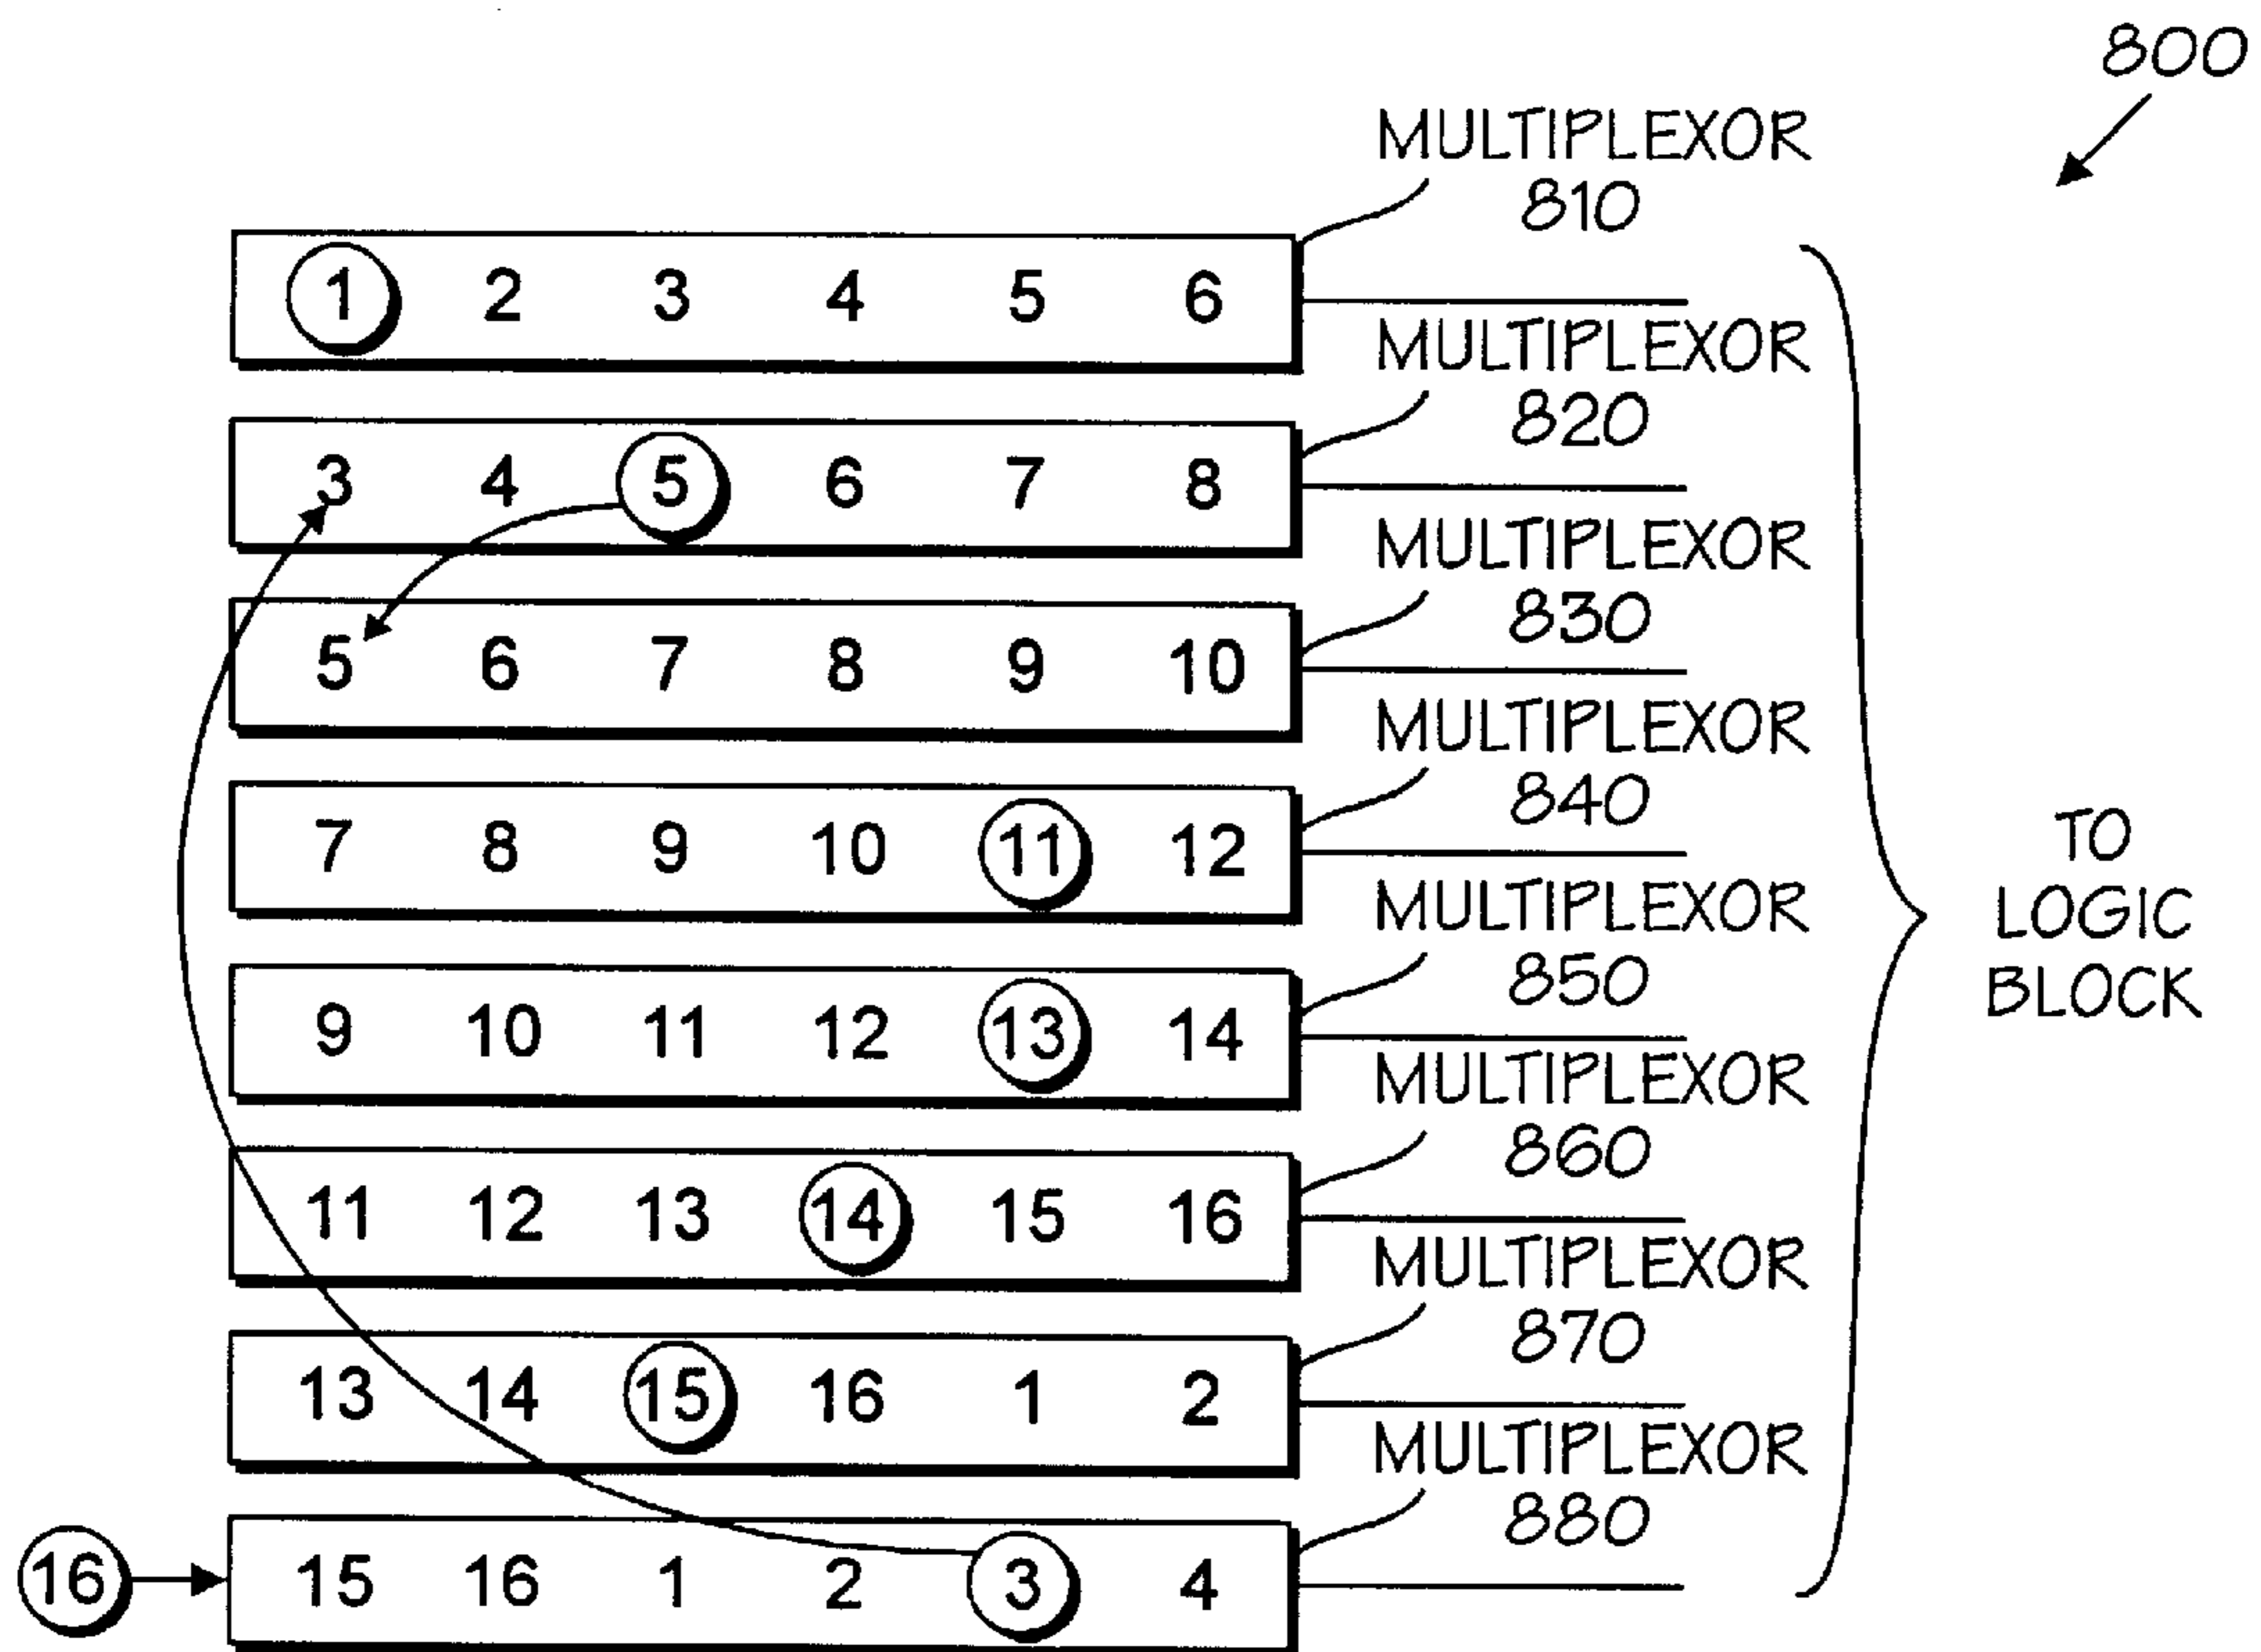 800
MULTIPLEXOR
810
1 2 3 4 5 6
MULTIPLEXOR
820
3 4 5 6 7 8
MULTIPLEXOR
830
5 6 7 8 9 10
MULTIPLEXOR
840
7 8 9 10 11 12
MULTIPLEXOR
850
9 10 11 12 13 14
MULTIPLEXOR
860
11 12 13 14 15 16
MULTIPLEXOR
870
13 14 15 16 1 2
MULTIPLEXOR
880
16 15 16 1 2 3 4
TO
LOGIC
BLOCK